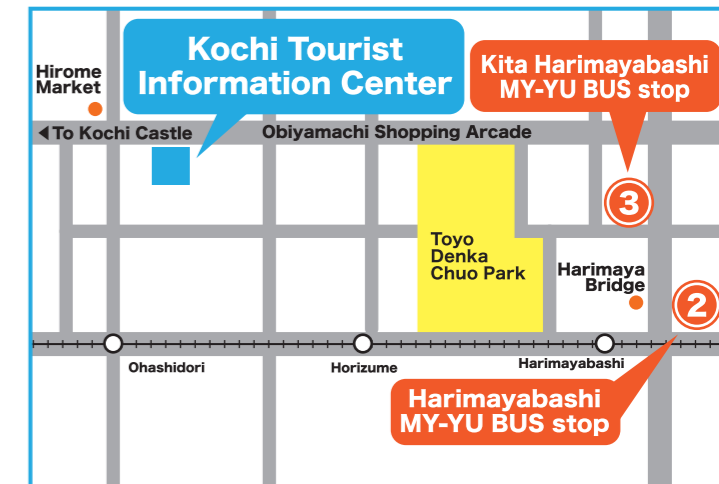 Kochi Tourist
Information Center
Kita Harimayabashi
MY-YU BUS stop
Hirome
Market
◀To Kochi Castle
Obiyamachi Shopping Arcade
3
Toyo
Denka
Chuo Park
Harimaya
Bridge
2
Ohashidori
Horizume
Harimayabashi
Harimayabashi
MY-YU BUS stop